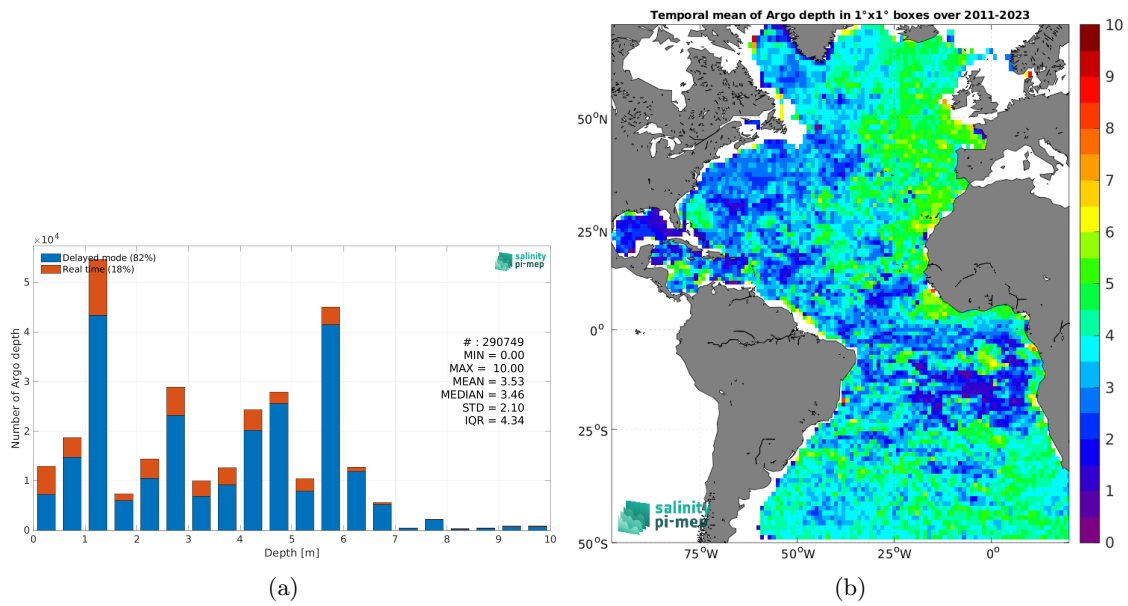 ×10⁴
Delayed mode (82%)
Real time (18%)
salinity
pi-mep
5
4
3
2
1
0
Number of Argo depth
# : 290749
MIN = 0.00
MAX = 10.00
MEAN = 3.53
MEDIAN = 3.46
STD = 2.10
IQR = 4.34
0 1 2 3 4 5 6 7 8 9 10
Depth [m]
(a)
Temporal mean of Argo depth in 1°x1° boxes over 2011-2023
50°N
25°N
0°
25°S
50°S
75°W 50°W 25°W 0°
salinity
pi-mep
10
9
8
7
6
5
4
3
2
1
0
(b)